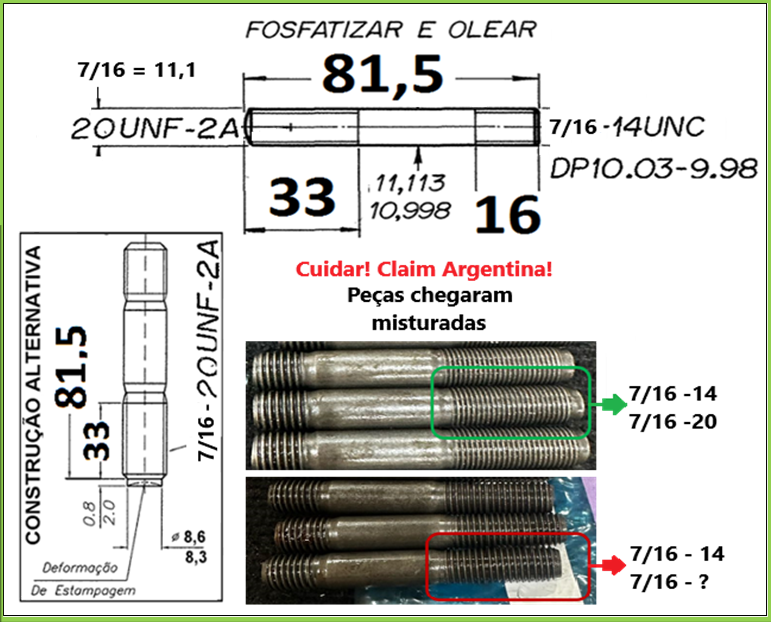 FOSFATIZAR E OLEAR
7/16 = 11,1
81,5
20UNF-2A
7/16 -14UNC
DP10.03-9.98
33
11,113
10,998
16
CONSTRUÇÃO ALTERNATIVA
81,5
33
7/16 - 20UNF-2A
0.8
2.0
ø 8,6
8,3
Deformação
De Estampagem
Cuidar! Claim Argentina!
Peças chegaram
misturadas
7/16 -14
7/16 -20
7/16 - 14
7/16 - ?